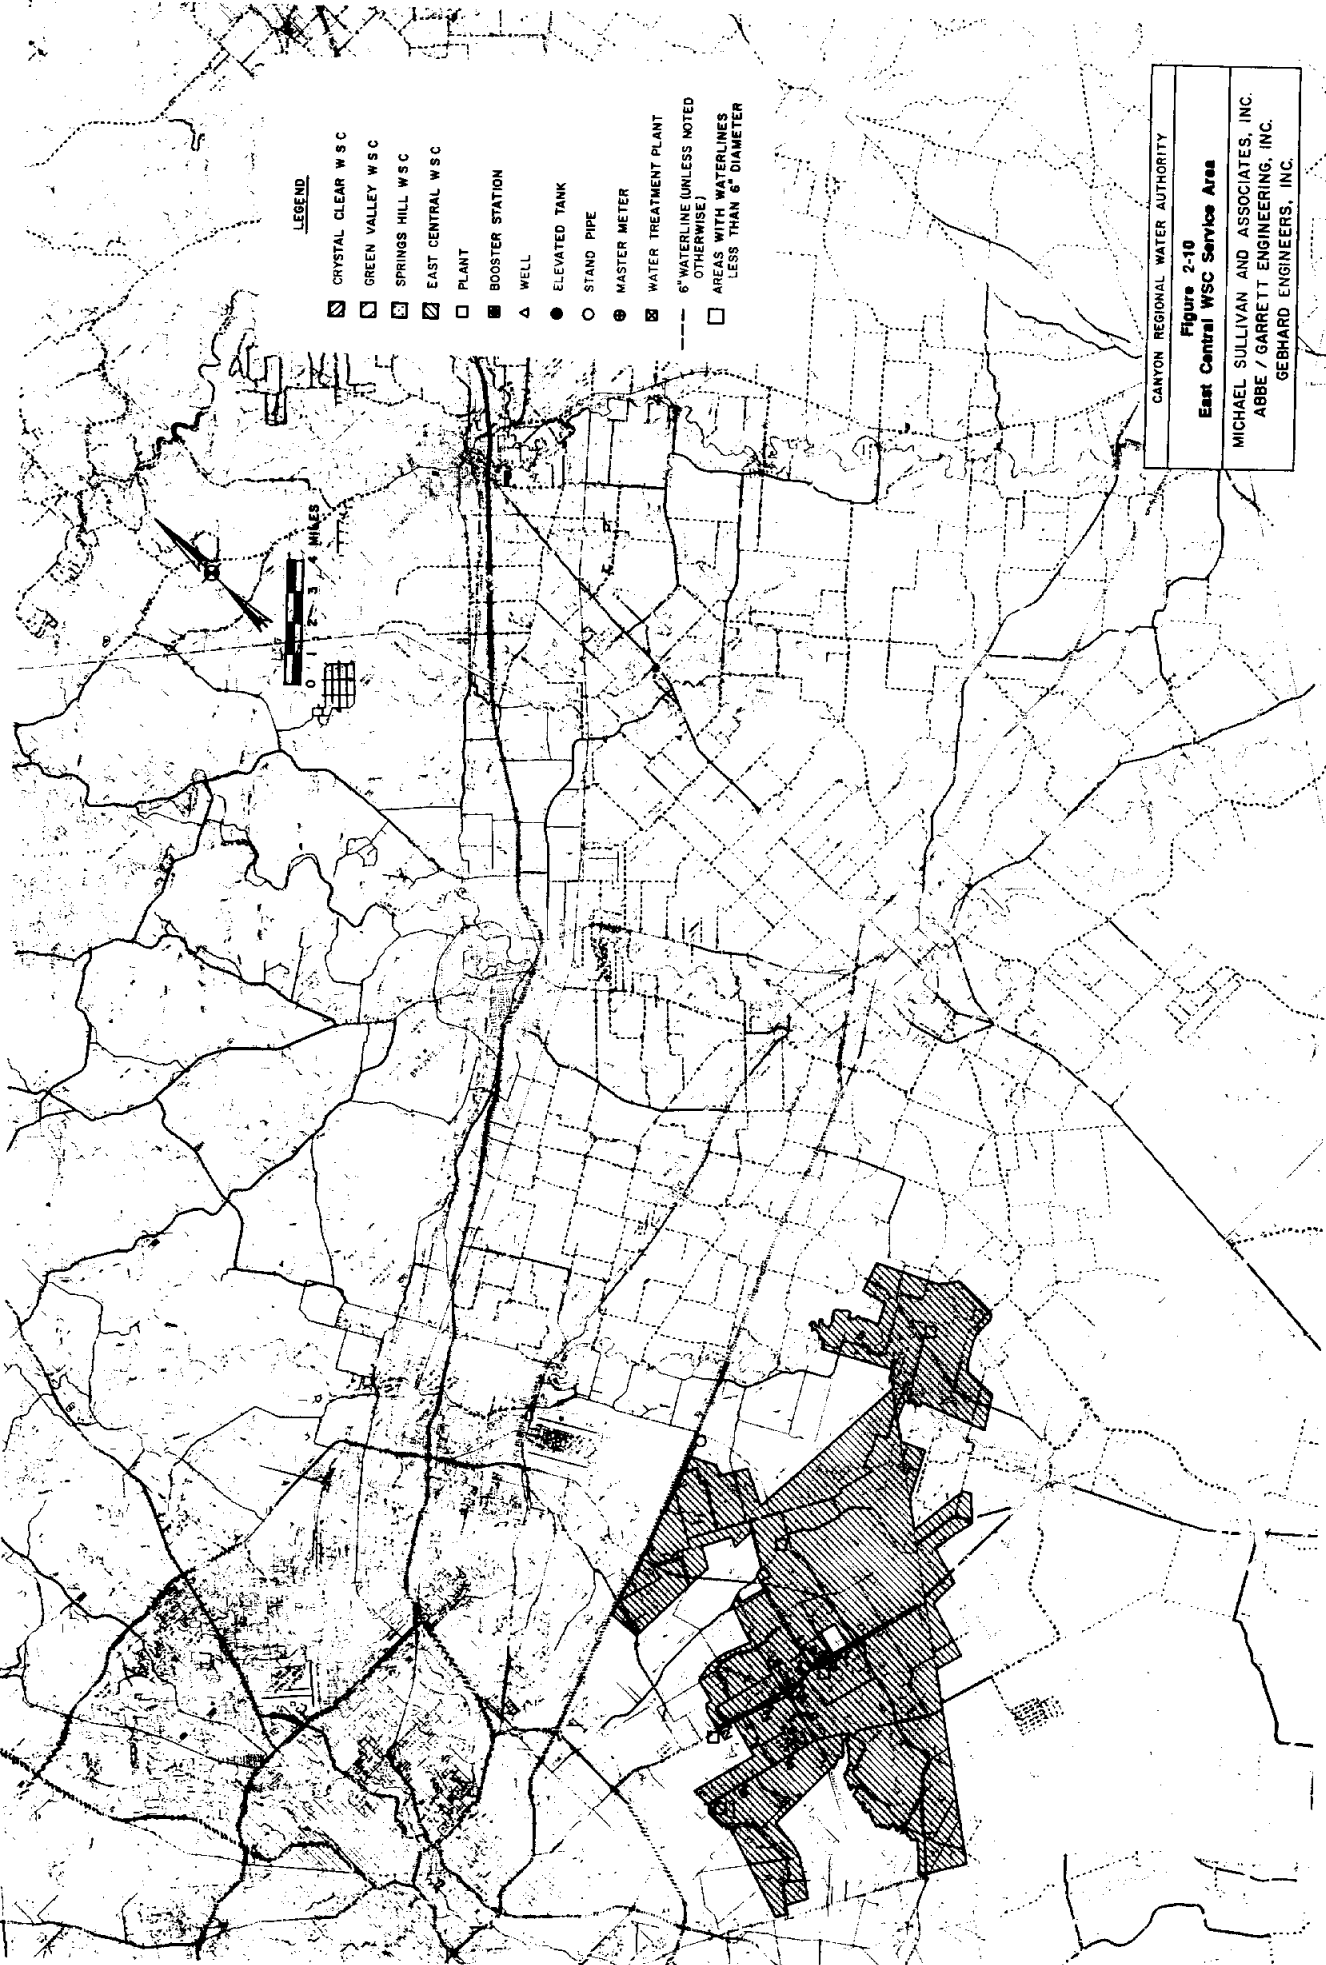 LEGEND
CRYSTAL CLEAR W S C
GREEN VALLEY W S C
SPRINGS HILL W S C
EAST CENTRAL W S C
PLANT
BOOSTER STATION
WELL
ELEVATED TANK
STAND PIPE
MASTER METER
WATER TREATMENT PLANT
6" WATERLINE (UNLESS NOTED
OTHERWISE)
AREAS WITH WATERLINES
LESS THAN 6" DIAMETER
0 1 2 3 4 MILES
CANYON REGIONAL WATER AUTHORITY
Figure 2-10
East Central WSC Service Area
MICHAEL SULLIVAN AND ASSOCIATES, INC.
ABBE / GARRETT ENGINEERING, INC.
GEBHARD ENGINEERS, INC.